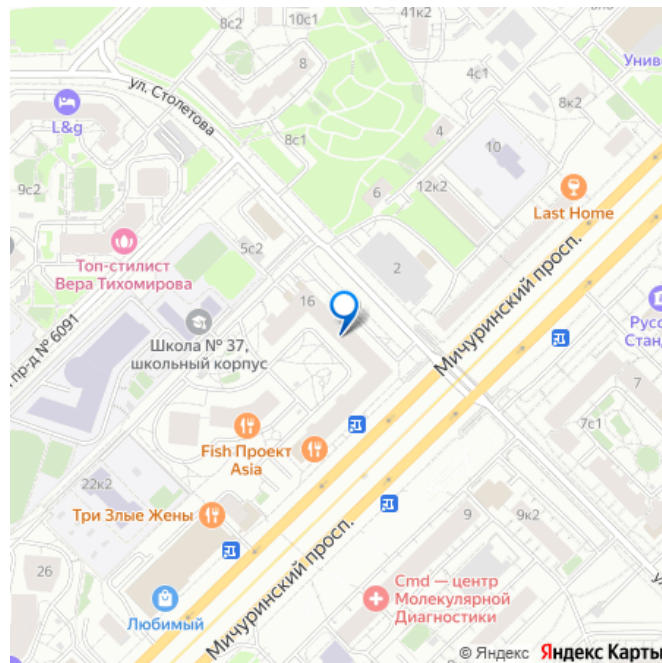 8с2
10с1
41к2
8
ул. Столетова
4с1
Униве
8к2
L&g
8с1
4
10
9с2
6
12к2
Last Home
5с2
Топ-стилист
Вера Тихомирова
2
Мичуринский просп.
16
Русс
Стан
пр-д № 6091
Школа № 37,
школьный корпус
7
7с1
Fish Проект
Asia
22к2
Три Злые Жены
9
9к2
Мичуринский просп.
26
Cmd — центр
Молекулярной
Диагностики
Любимый
© Яндекс Яндекс Карты